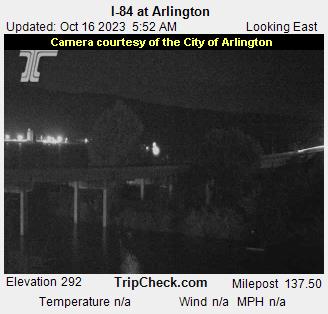 I-84 at Arlington
Updated: Oct 16 2023 5:52 AM Looking East
Camera courtesy of the City of Arlington
Elevation 292 TripCheck.com Milepost 137.50
Temperature n/a Wind n/a MPH n/a